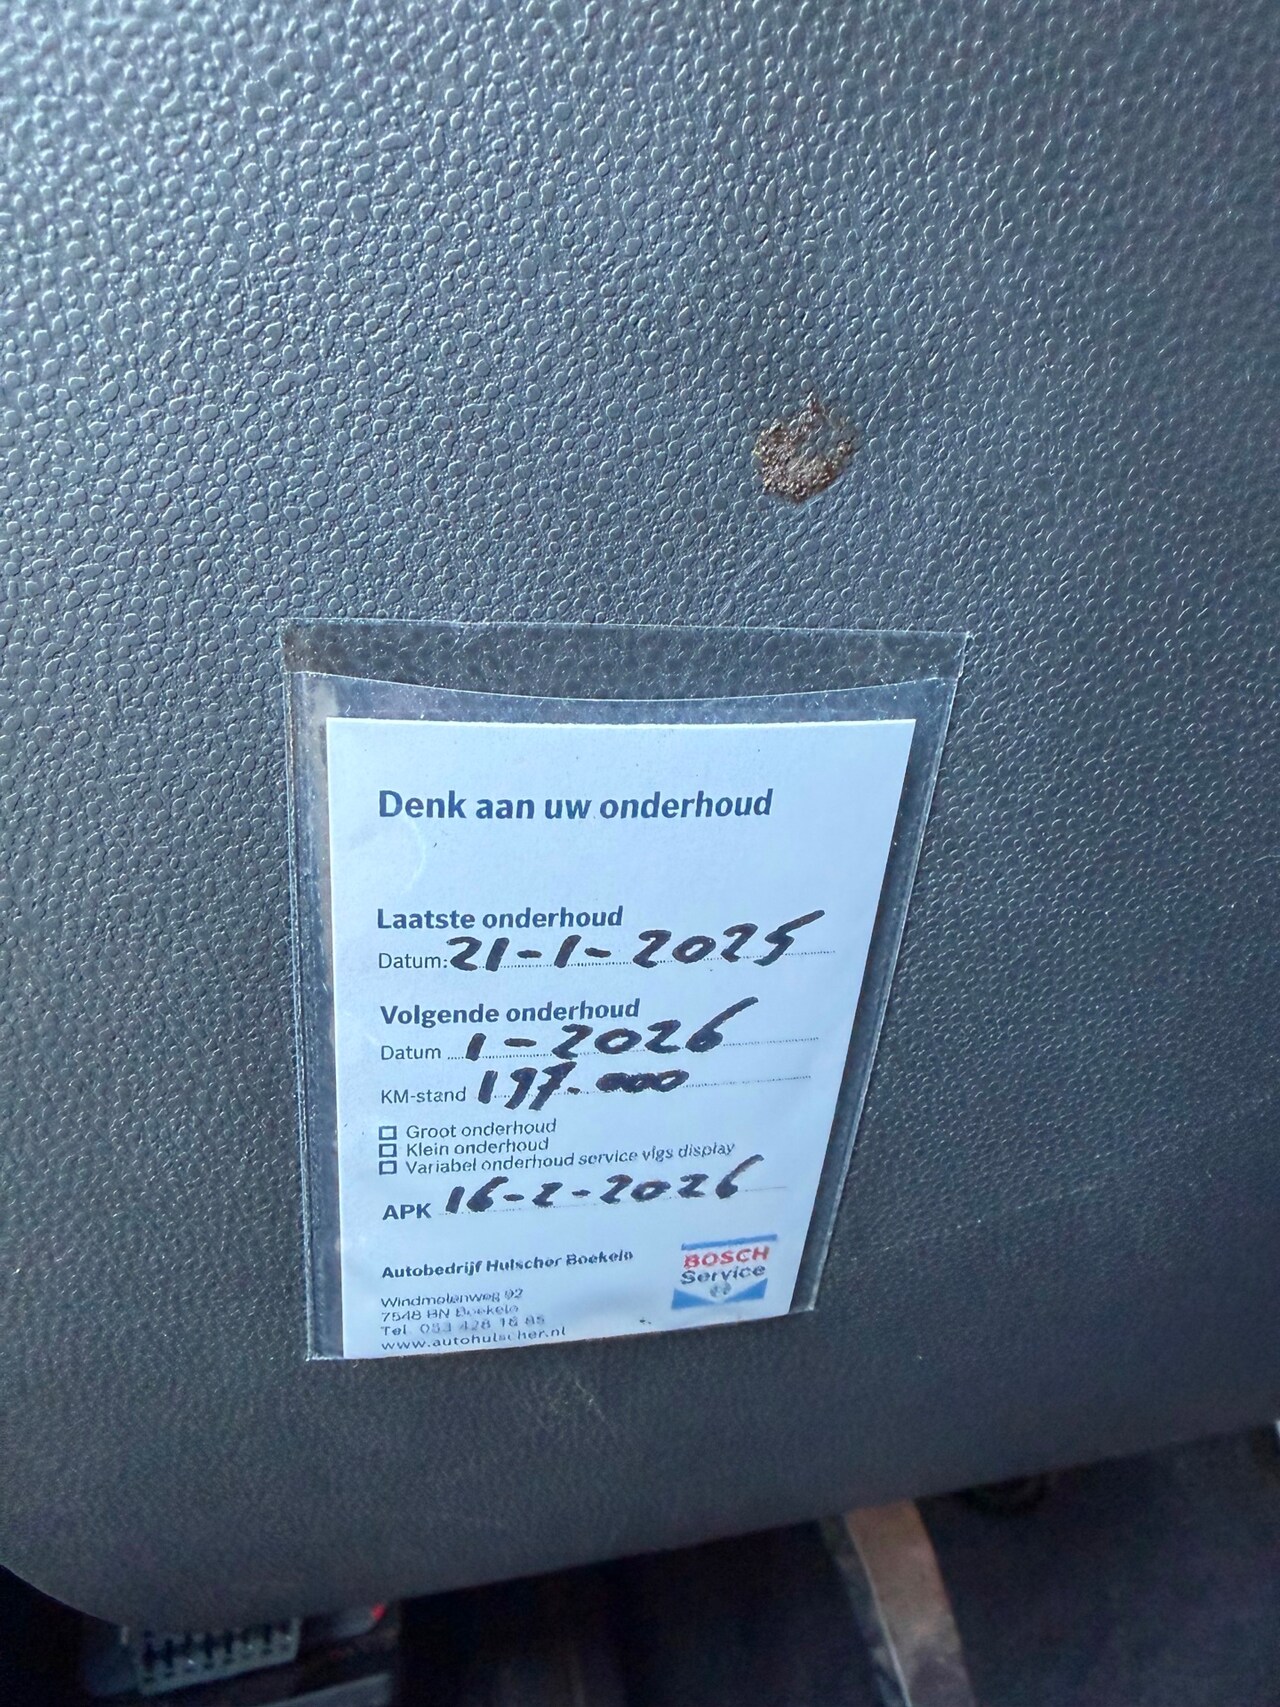 Denk aan uw onderhoud
Laatste onderhoud
Datum: 21-1-2025
Volgende onderhoud
Datum 1-2026
KM-stand 197.000
Groot onderhoud
Klein onderhoud
Variabel onderhoud service vlgs display
APK 16-2-2026
Autobedrijf Hulscher Boekelo
BOSCH
Service
Windmolenweg 92
7548 BN Boekelo
Tel. 053 428 16 85
www.autohulscher.nl